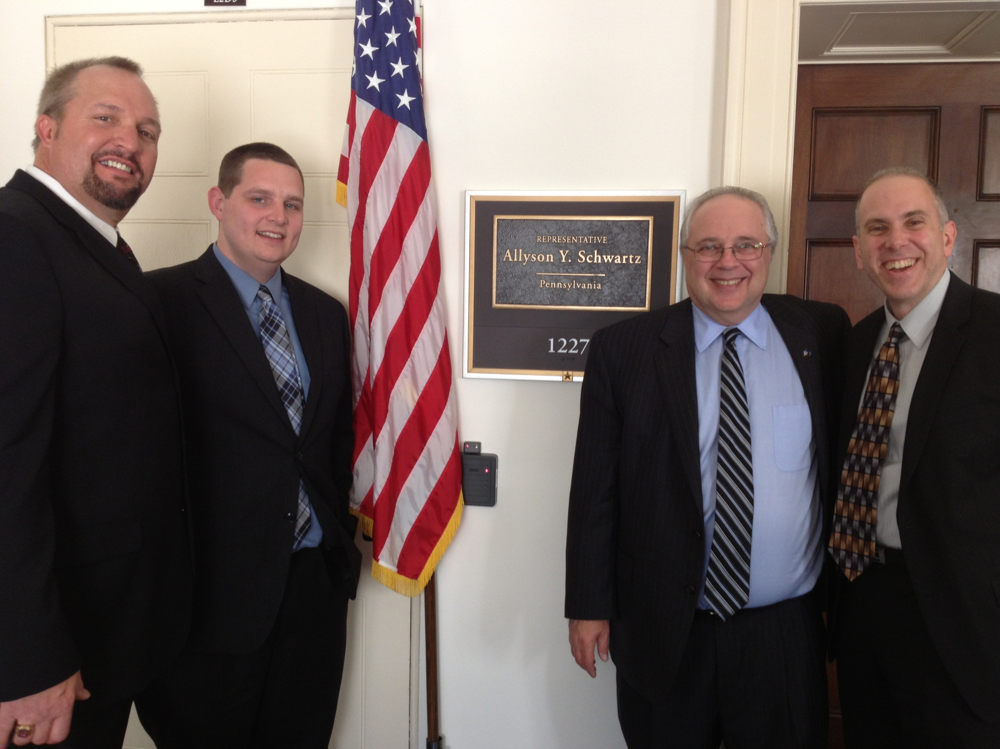 REPRESENTATIVE
Allyson Y. Schwartz
Pennsylvania
1227